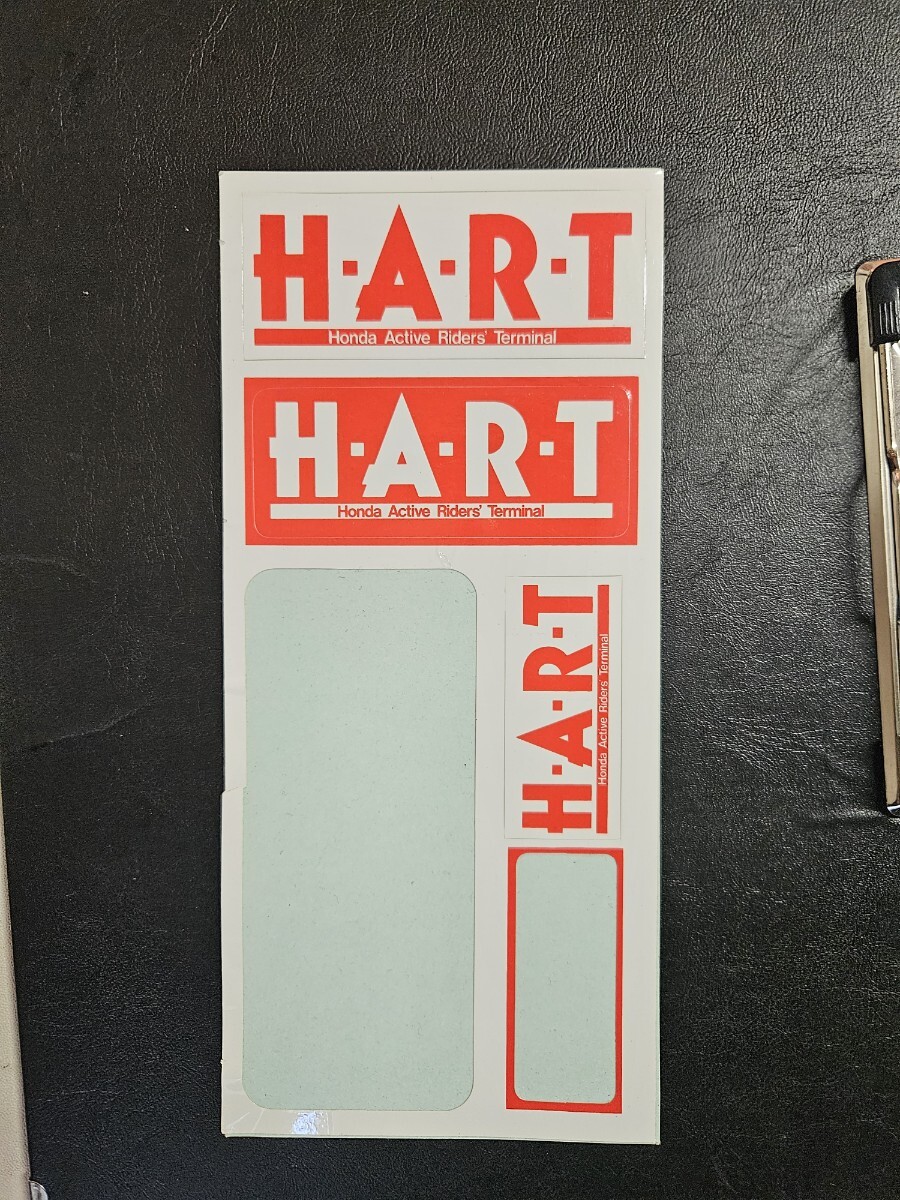 H·A·R·T
Honda Active Riders' Terminal
H·A·R·T
Honda Active Riders' Terminal
H·A·R·T
Honda Active Riders' Terminal